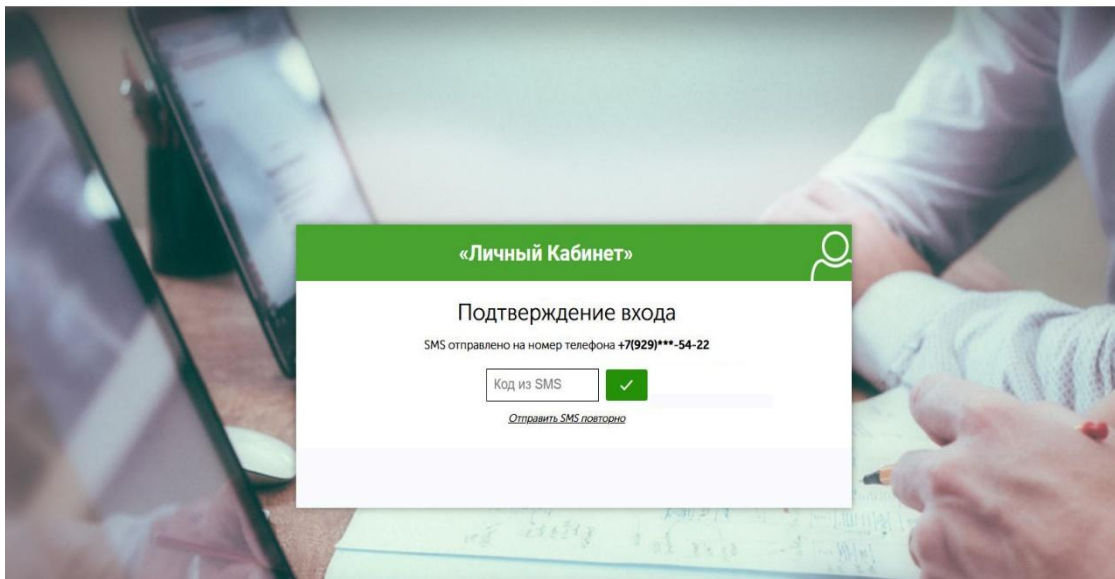 «Личный Кабинет»
Подтверждение входа
SMS отправлено на номер телефона +7(929)***-54-22
Код из SMS
Отправить SMS повторно